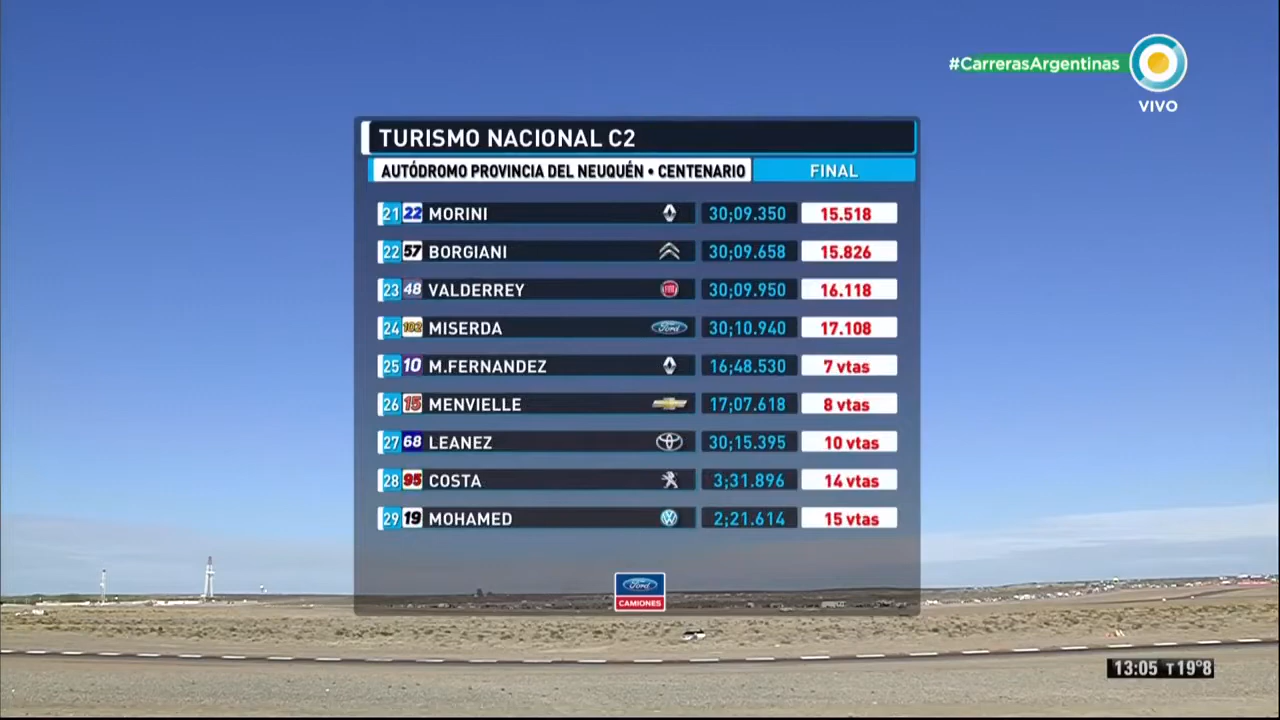 #CarrerasArgentinas
VIVO
TURISMO NACIONAL C2
AUTÓDROMO PROVINCIA DEL NEUQUÉN • CENTENARIO FINAL
21 22 MORINI 30;09.350 15.518
22 57 BORGIANI 30;09.658 15.826
23 48 VALDERREY FIAT 30;09.950 16.118
24 102 MISERDA Ford 30;10.940 17.108
25 10 M.FERNANDEZ 16;48.530 7 vtas
26 15 MENVIELLE 17;07.618 8 vtas
27 68 LEANEZ 30;15.395 10 vtas
28 95 COSTA 3;31.896 14 vtas
29 19 MOHAMED 2;21.614 15 vtas
Ford
CAMIONES
13:05 T19°8